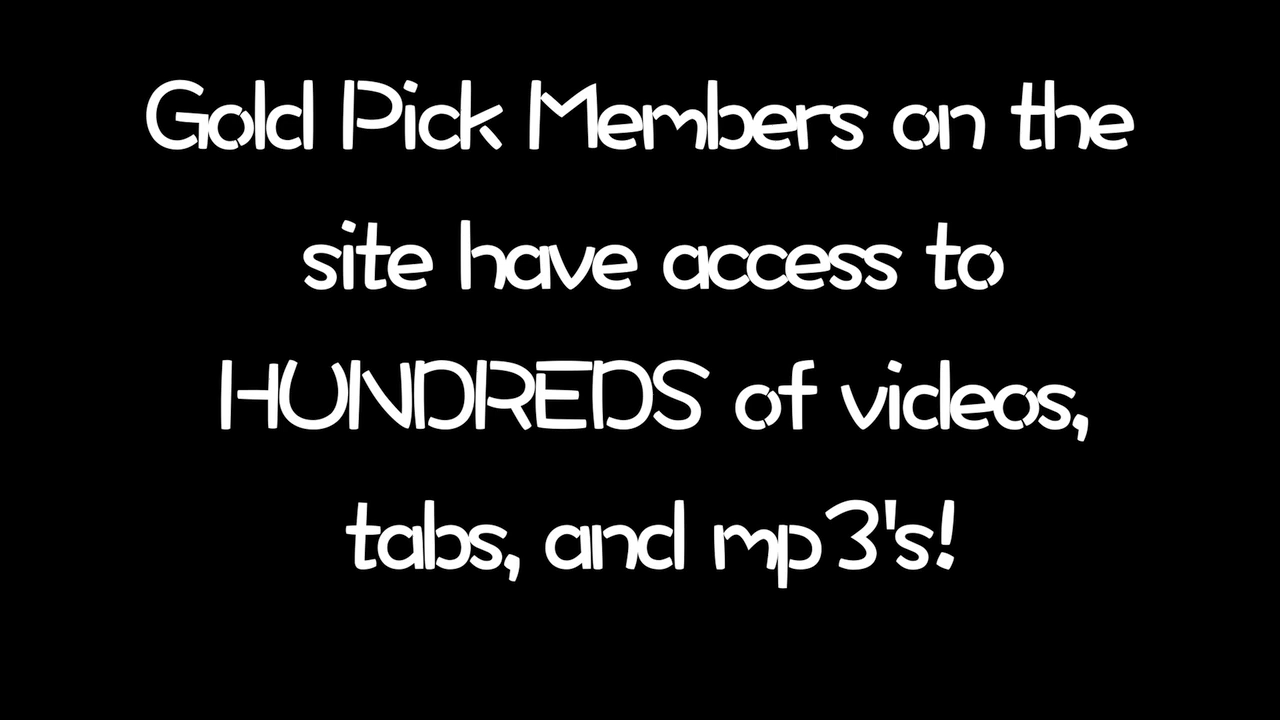 Gold Pick Members on the
site have access to
HUNDREDS of videos,
tabs, and mp3's!